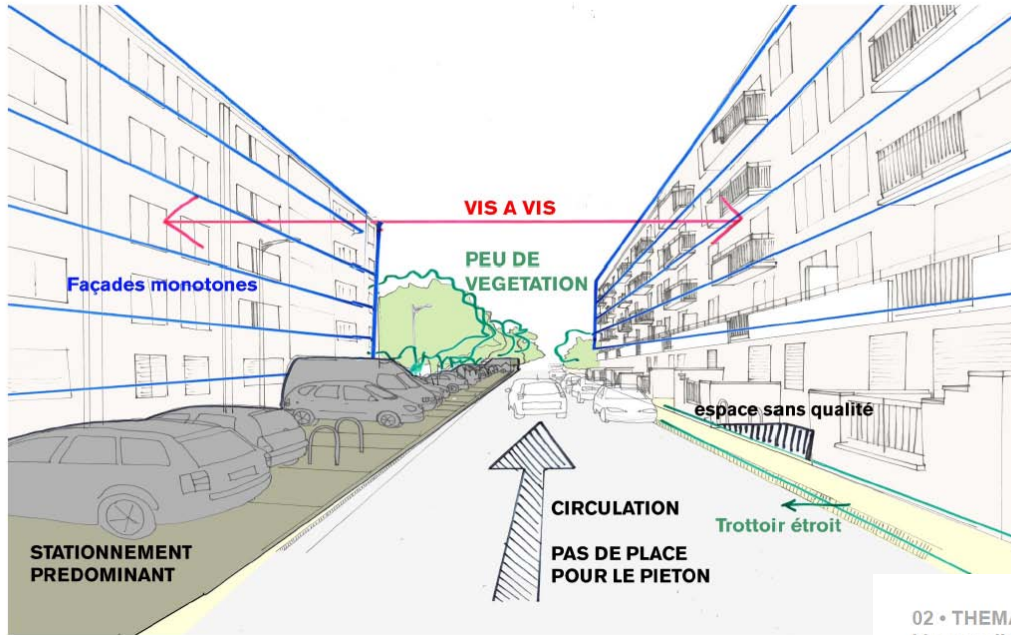 VIS A VIS
PEU DE
VEGETATION
Façades monotones
espace sans qualité
Trottoir étroit
CIRCULATION
PAS DE PLACE
POUR LE PIETON
STATIONNEMENT
PREDOMINANT
02 •